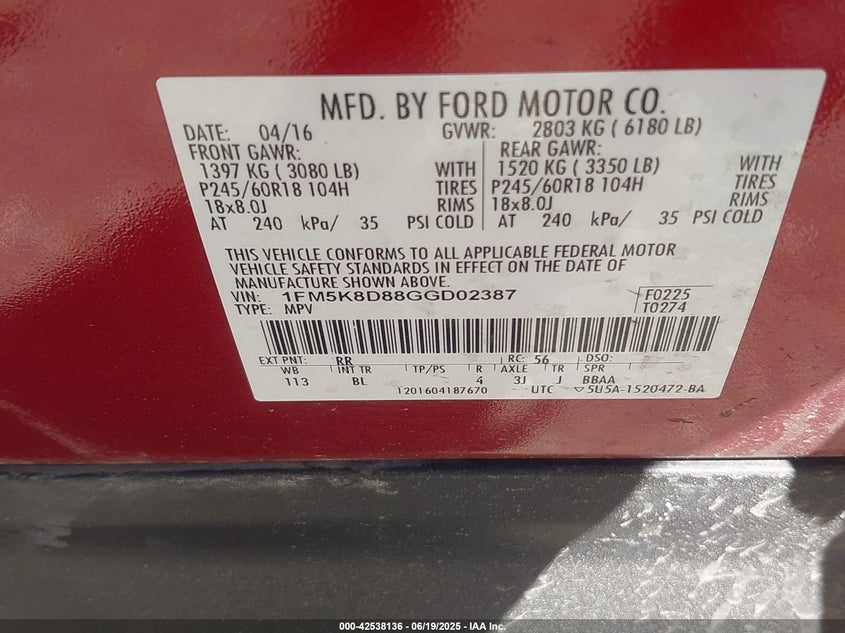 MFD. BY FORD MOTOR CO.
DATE: 04/16 GVWR: 2803 KG ( 6180 LB)
FRONT GAWR: REAR GAWR:
1397 KG ( 3080 LB) WITH 1520 KG ( 3350 LB) WITH
P245/60R18 104H TIRES P245/60R18 104H TIRES
18x8.0J RIMS 18x8.0J RIMS
AT 240 kPa/ 35 PSI COLD AT 240 kPa/ 35 PSI COLD
THIS VEHICLE CONFORMS TO ALL APPLICABLE FEDERAL MOTOR
VEHICLE SAFETY STANDARDS IN EFFECT ON THE DATE OF
MANUFACTURE SHOWN ABOVE.
VIN: 1FM5K8D88GGD02387 F0225
TYPE: MPV T0274
EXT PNT: RR RC: 56 DSO:
WB INT TR TP/PS R AXLE TR SPR
113 BL 4 3J J BBAA
1201604187670 UTC ▽5U5A-1520472-BA
000-42538136 - 06/19/2025 - IAA Inc.